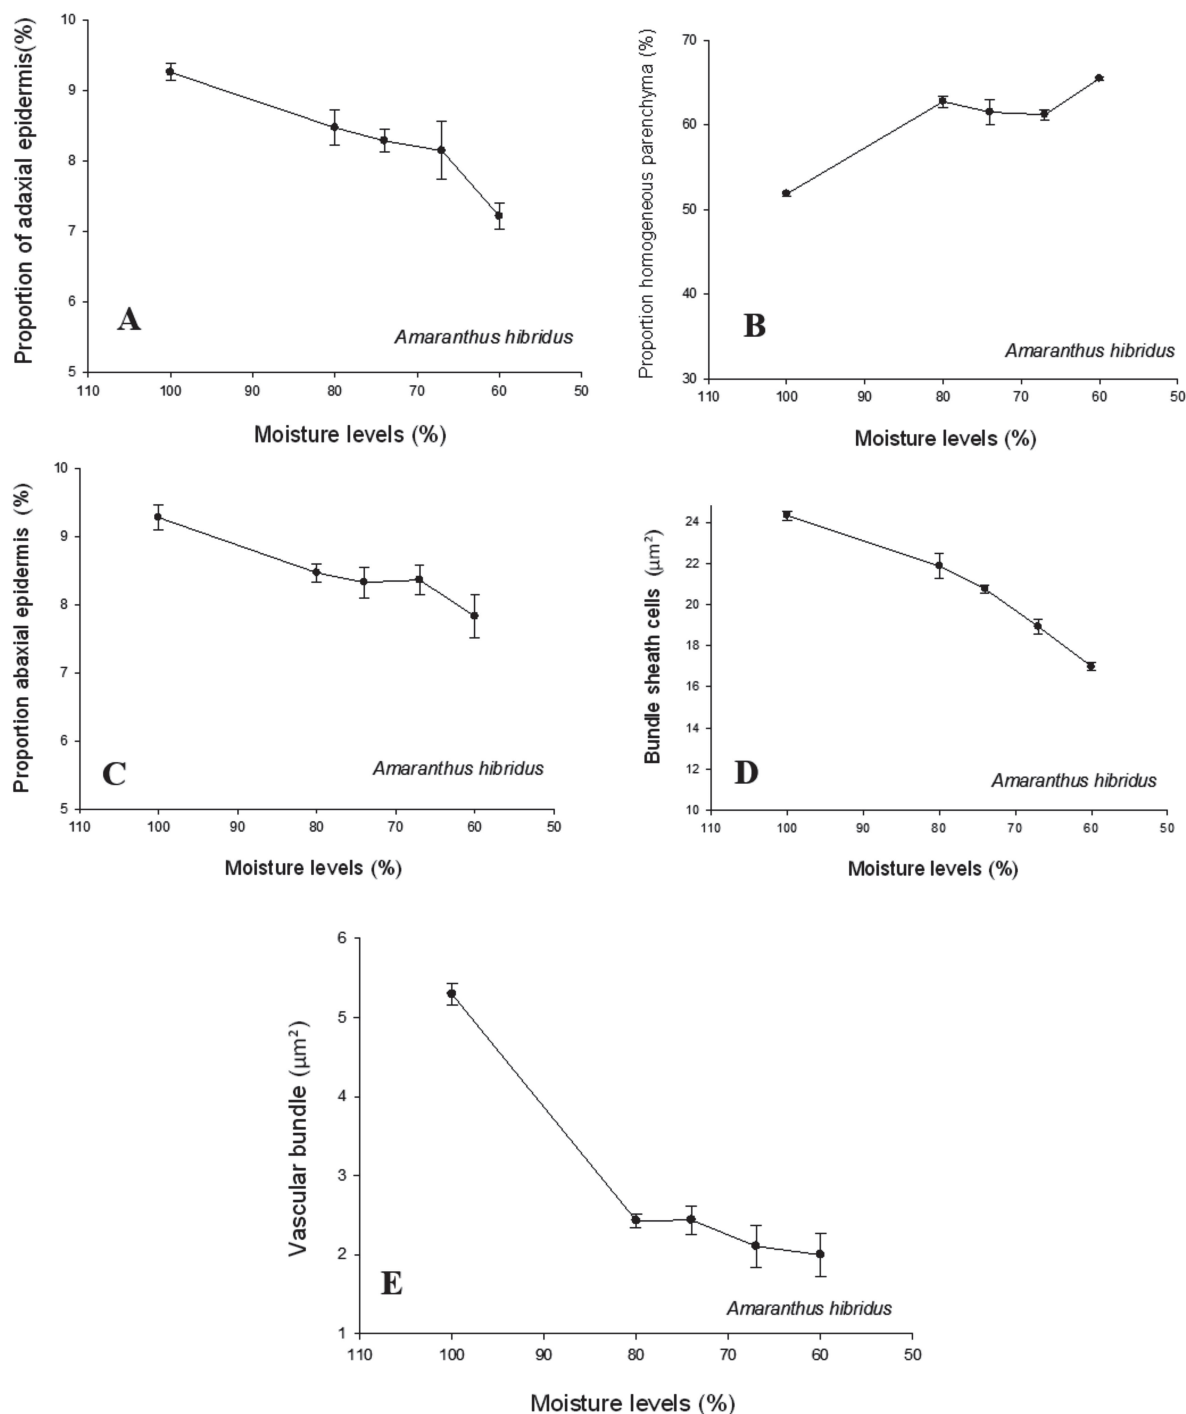 Proportion of adaxial epidermis(%)
10
9
8
7
6
5
A
Amaranthus hibridus
110 100 90 80 70 60 50
Moisture levels (%)
Proportion homogeneous parenchyma (%)
70
60
50
40
30
B
Amaranthus hibridus
110 100 90 80 70 60 50
Moisture levels (%)
Proportion abaxial epidermis (%)
10
9
8
7
6
5
C
Amaranthus hibridus
110 100 90 80 70 60 50
Moisture levels (%)
Bundle sheath cells (μm²)
24
22
20
18
16
14
12
10
D
Amaranthus hibridus
110 100 90 80 70 60 50
Moisture levels (%)
Vascular bundle (μm²)
6
5
4
3
2
1
E
Amaranthus hibridus
110 100 90 80 70 60 50
Moisture levels (%)